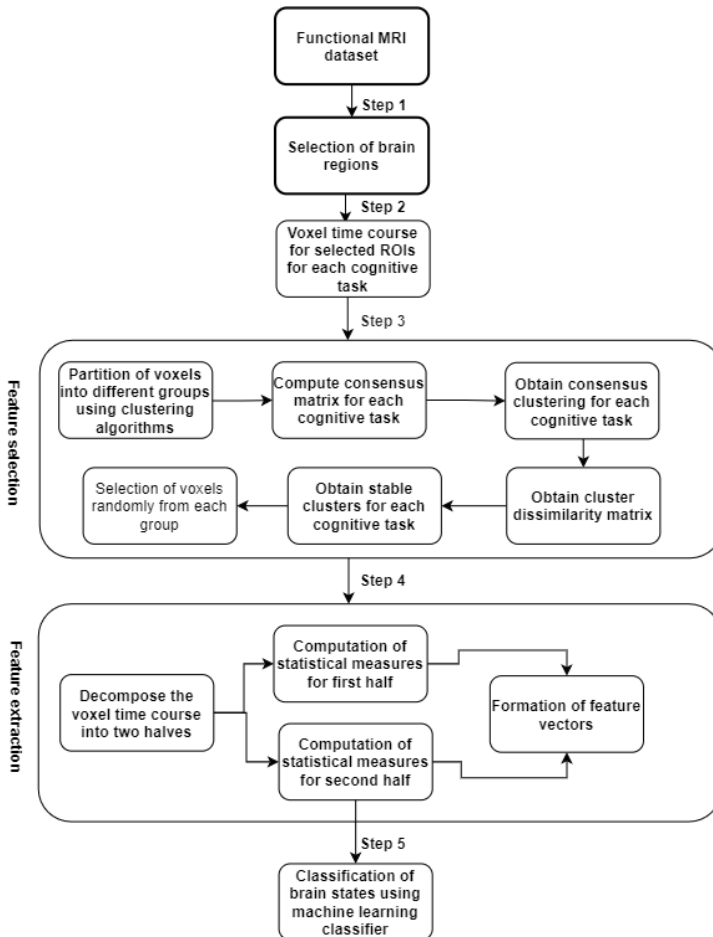 Functional MRI
dataset
Step 1
Selection of brain
regions
Step 2
Voxel time course
for selected ROIs
for each cognitive
task
Step 3
Feature selection
Partition of voxels
into different groups
using clustering
algorithms
Compute consensus
matrix for each
cognitive task
Obtain consensus
clustering for each
cognitive task
Obtain cluster
dissimilarity matrix
Obtain stable
clusters for each
cognitive task
Selection of voxels
randomly from each
group
Step 4
Feature extraction
Decompose the
voxel time course
into two halves
Computation of
statistical measures
for first half
Computation of
statistical measures
for second half
Formation of feature
vectors
Step 5
Classification of
brain states using
machine learning
classifier